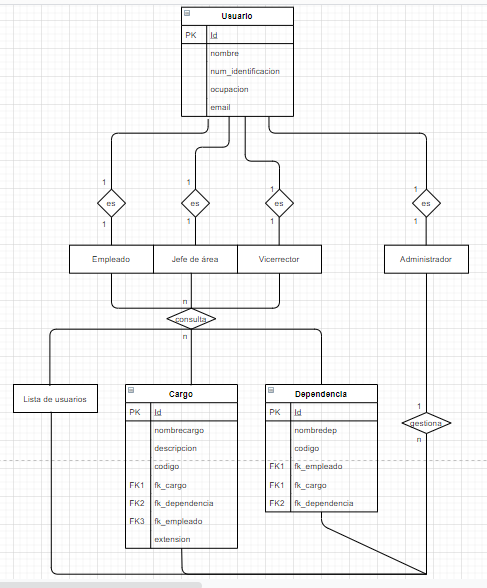 Usuario
PK Id
nombre
num_identificacion
ocupacion
email
1 1 1 1
es es es es
1 1 1 1
Empleado Jefe de área Vicerrector Administrador
n
consulta
n
Lista de usuarios
Cargo
PK Id
nombrecargo
descripcion
codigo
FK1 fk_cargo
FK2 fk_dependencia
FK3 fk_empleado
extension
Dependencia
PK Id
nombredep
codigo
FK1 fk_empleado
FK1 fk_cargo
FK2 fk_dependencia
1
gestiona
n